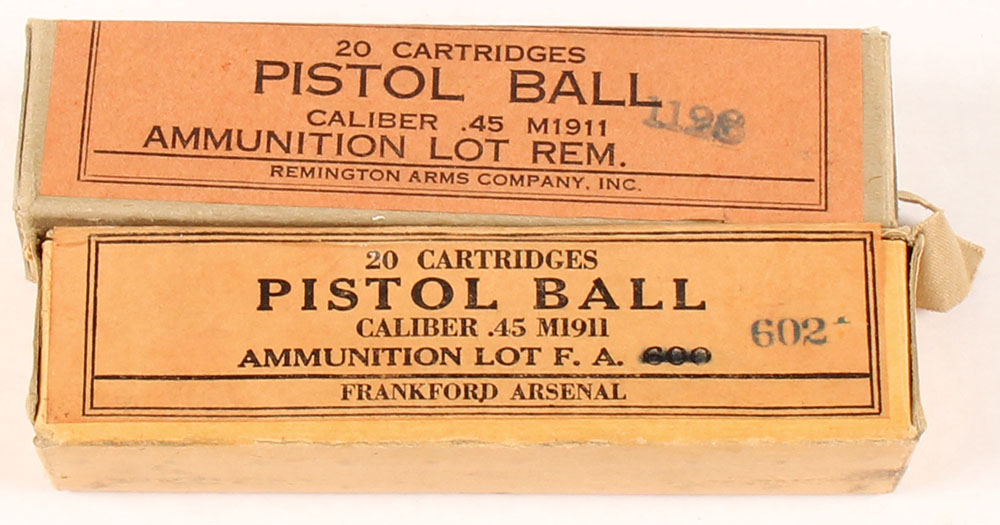 20 CARTRIDGES
PISTOL BALL
CALIBER .45 M1911
AMMUNITION LOT REM.
REMINGTON ARMS COMPANY, INC.
20 CARTRIDGES
PISTOL BALL
CALIBER .45 M1911
602
AMMUNITION LOT F. A. 600
FRANKFORD ARSENAL